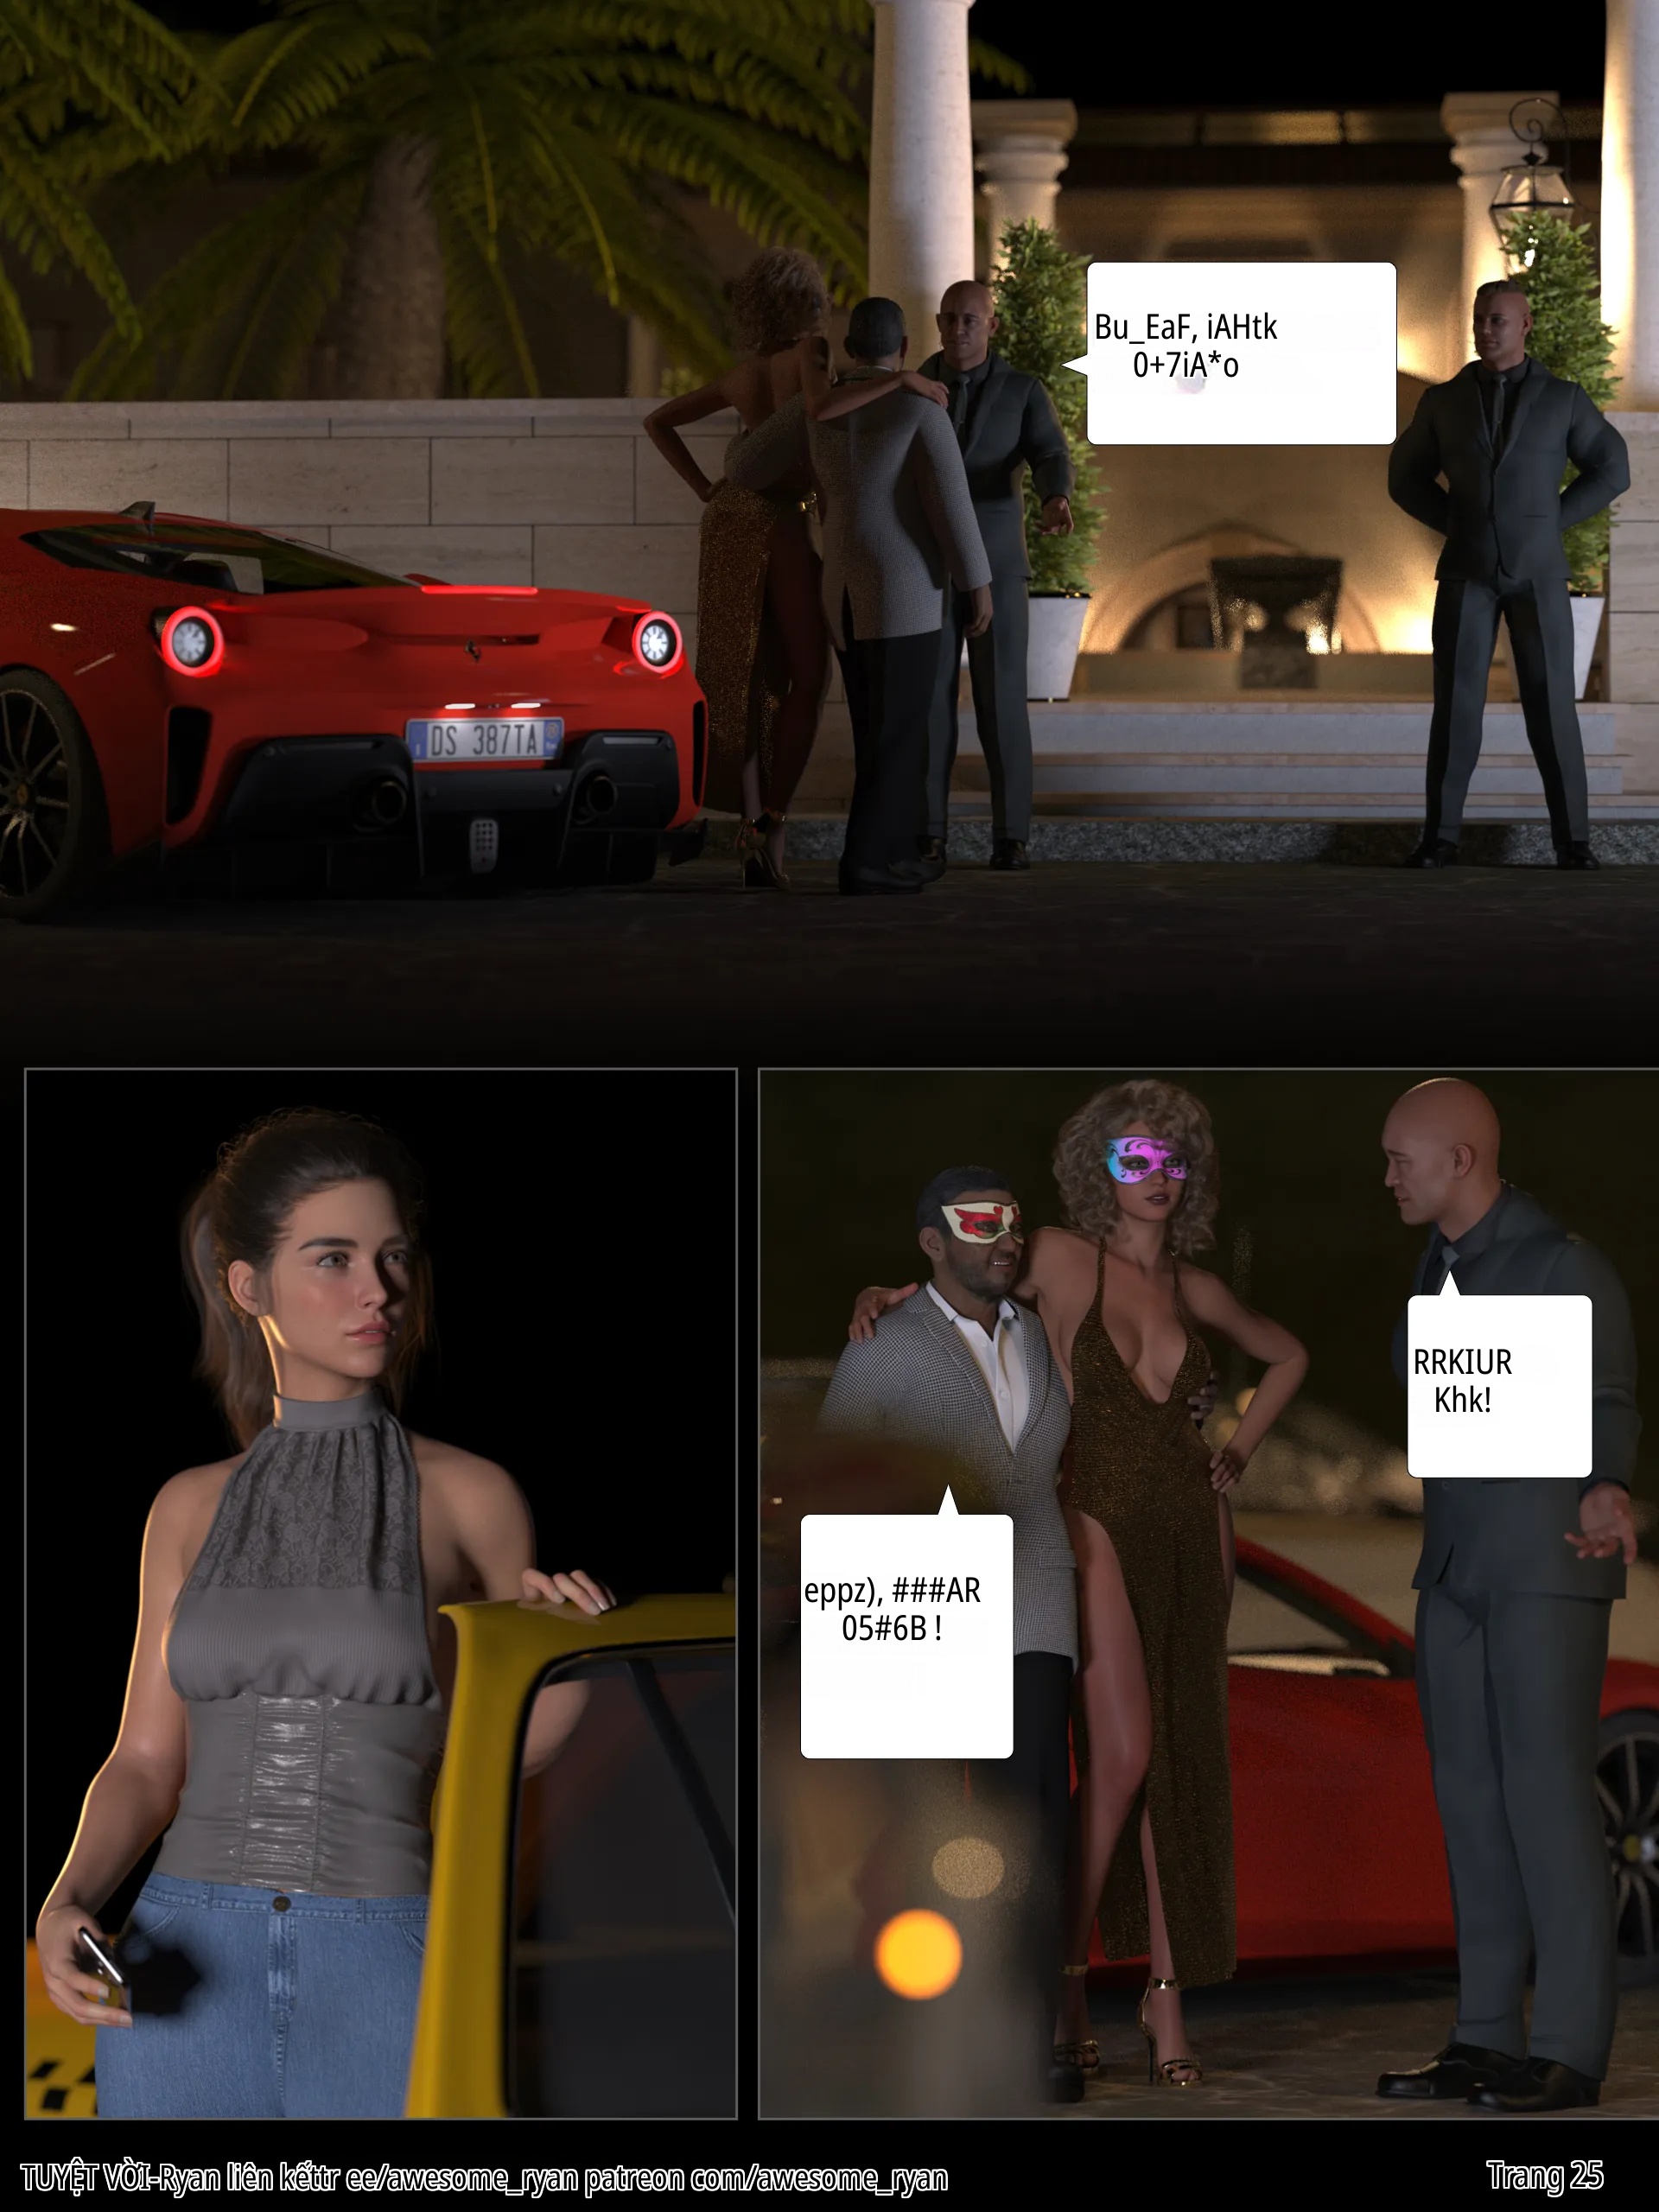 Bu_EaF, iAHtk
0+7iA*o
DS 387TA
RRKIUR
Khk!
eppz), ###AR
05#6B !
TUYỆT VỜI-Ryan liên kếttr ee/awesome_ryan patreon com/awesome_ryan
Trang 25